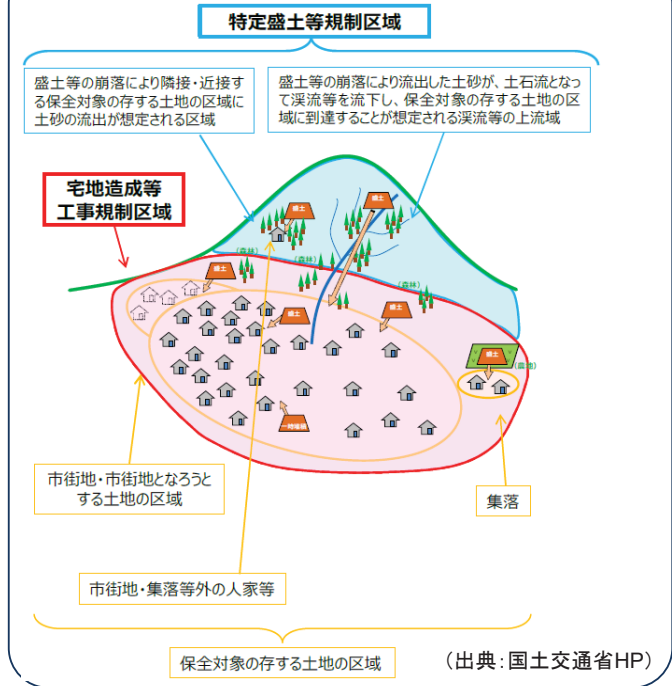 特定盛土等規制区域
盛土等の崩落により隣接・近接す
る保全対象の存する土地の区域に
土砂の流出が想定される区域
盛土等の崩落により流出した土砂が、土石流となっ
て渓流等を流下し、保全対象の存する土地の区
域に到達することが想定される渓流等の上流域
宅地造成等
工事規制区域
盛土
盛土
(森林)
(森林)
(森林)
盛土
盛土
盛土
盛土
(農地)
一時堆積
市街地・市街地となろうと
する土地の区域
集落
市街地・集落等外の人家等
保全対象の存する土地の区域
(出典:国土交通省HP)